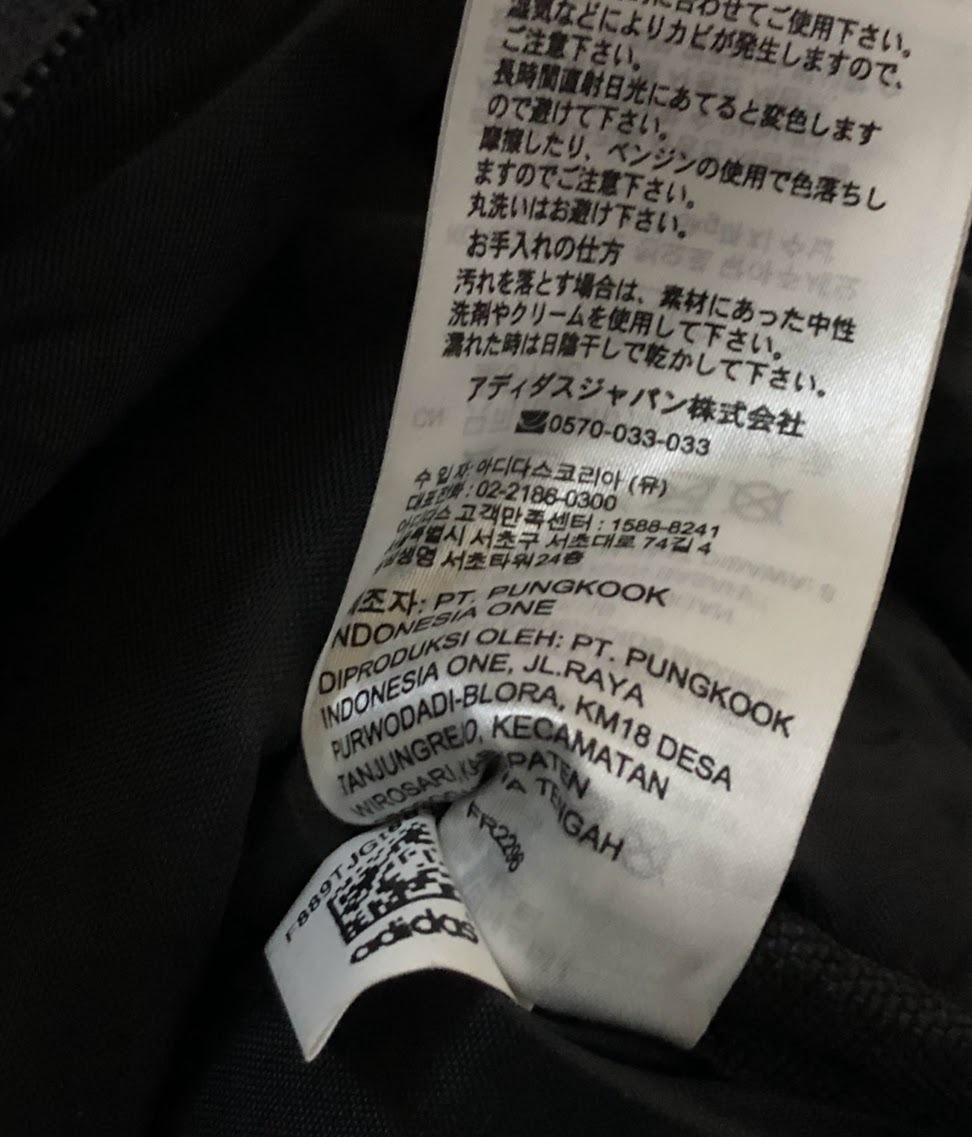 に合わせてご使用下さい。
湿気などによりカビが発生しますので、
ご注意下さい。
長時間直射日光にあてると変色します
ので避けて下さい。
摩擦したり、ベンジンの使用で色落ちし
ますのでご注意下さい。
丸洗いはお避け下さい。
お手入れの仕方
汚れを落とす場合は、素材にあった中性
洗剤やクリームを使用して下さい。
濡れた時は日陰干しで乾かして下さい。
アディダスジャパン株式会社
0570-033-033
수입자: 아디다스코리아 (유)
대표전화 : 02-2186-0300
아디다스 고객만족센터 : 1588-8241
특별시 서초구 서초대로 74길 4
생명 서초타워 24층
제조자: PT. PUNGKOOK
INDONESIA ONE
DIPRODUKSI OLEH: PT. PUNGKOOK
INDONESIA ONE, JL.RAYA
PURWODADI-BLORA, KM18 DESA
TANJUNGREJO, KECAMATAN
WIROSARI,
TENGAH
FR2296
adidas